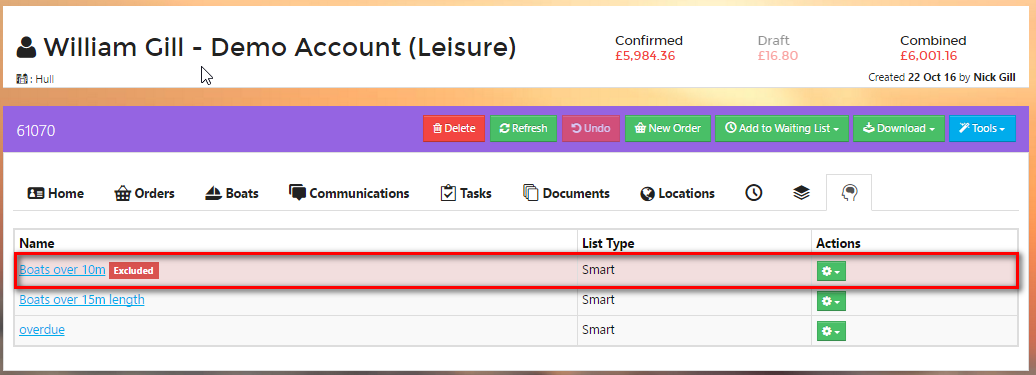 William Gill - Demo Account (Leisure)
Confirmed
£5,984.36
Draft
£16.80
Combined
£6,001.16
: Hull
Created 22 Oct 16 by Nick Gill
61070
Delete
Refresh
Undo
New Order
Add to Waiting List
Download
Tools
Home
Orders
Boats
Communications
Tasks
Documents
Locations
Name
List Type
Actions
Boats over 10m Excluded
Smart
Boats over 15m length
Smart
overdue
Smart